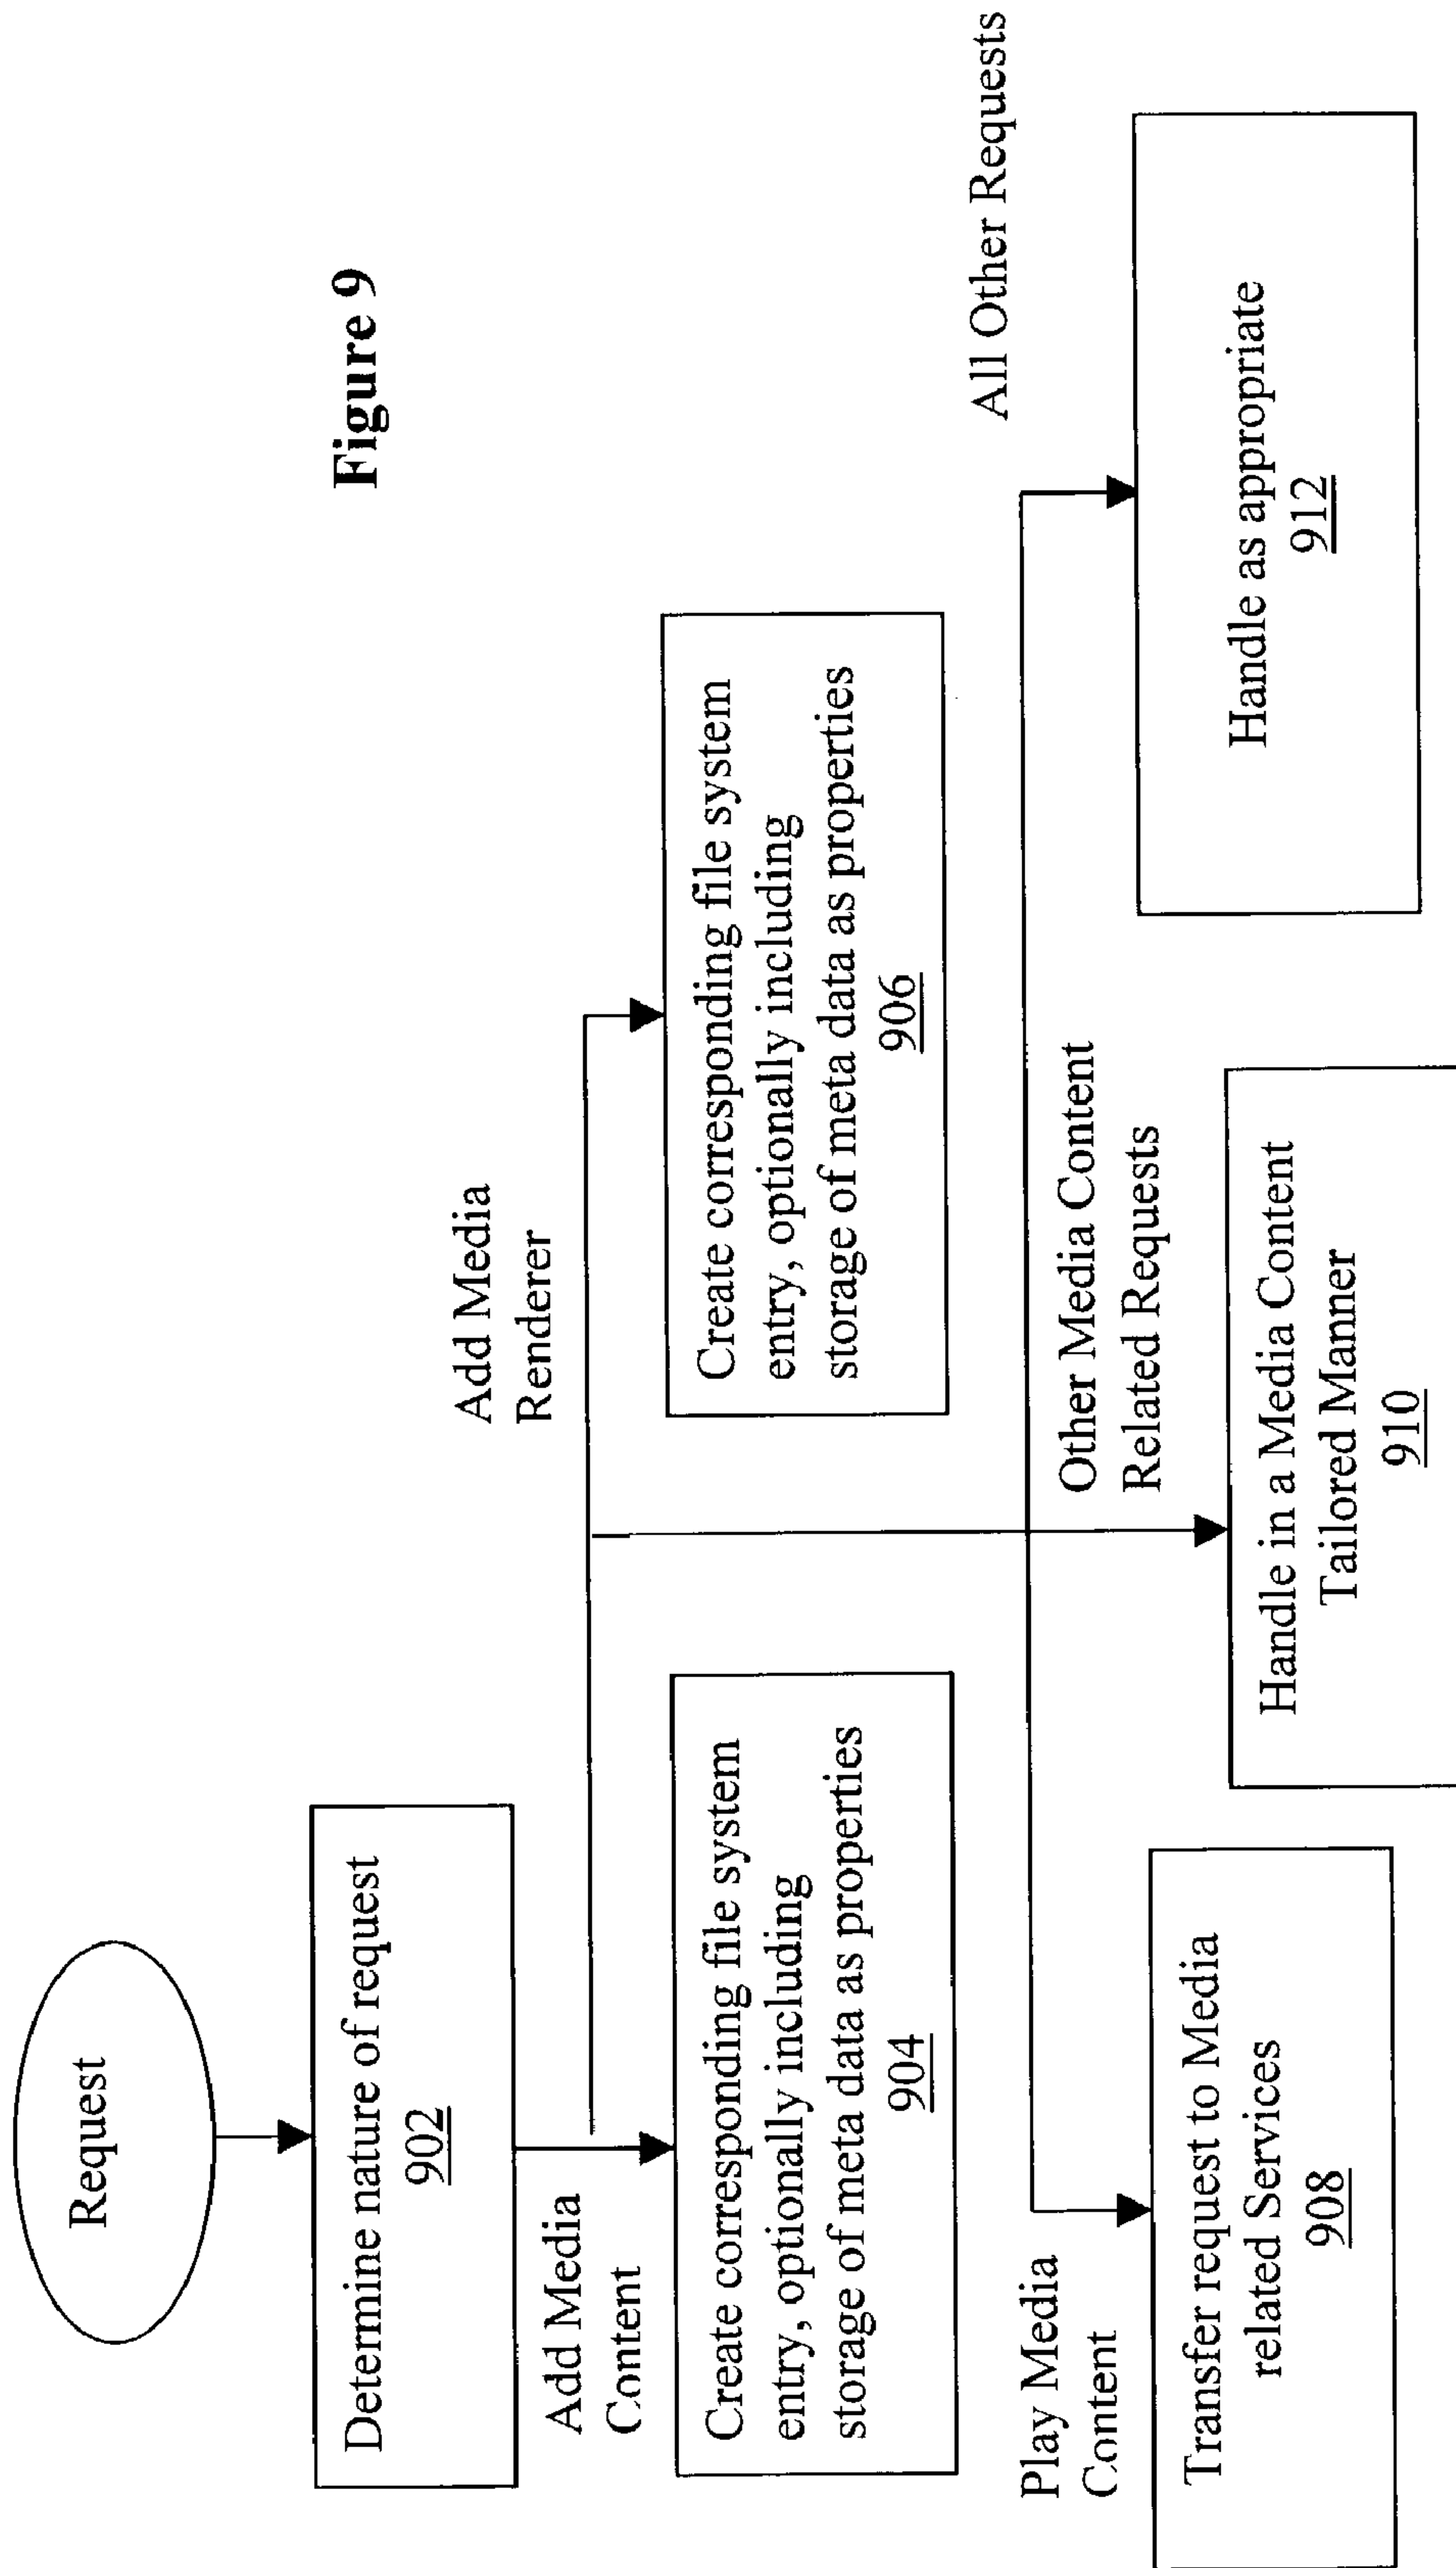 Figure 9
Request
Determine nature of request
902
Add Media
Content
Add Media
Renderer
Create corresponding file system
entry, optionally including
storage of meta data as properties
904
Create corresponding file system
entry, optionally including
storage of meta data as properties
906
Play Media
Content
Other Media Content
Related Requests
All Other Requests
Transfer request to Media
related Services
908
Handle in a Media Content
Tailored Manner
910
Handle as appropriate
912